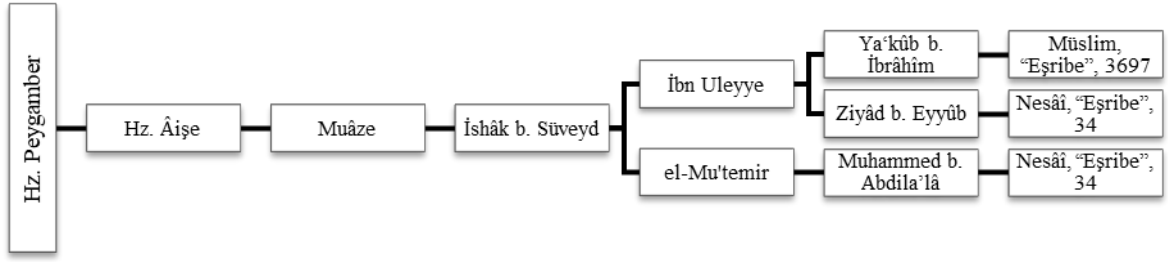 Hz. Peygamber
Hz. Âişe
Muâze
İshâk b. Süveyd
İbn Uleyye
el-Mu'temir
Ya‘kûb b.
İbrâhîm
Ziyâd b. Eyyûb
Muhammed b.
Abdila’lâ
Müslim,
“Eşribe”, 3697
Nesâî, “Eşribe”,
34
Nesâî, “Eşribe”,
34